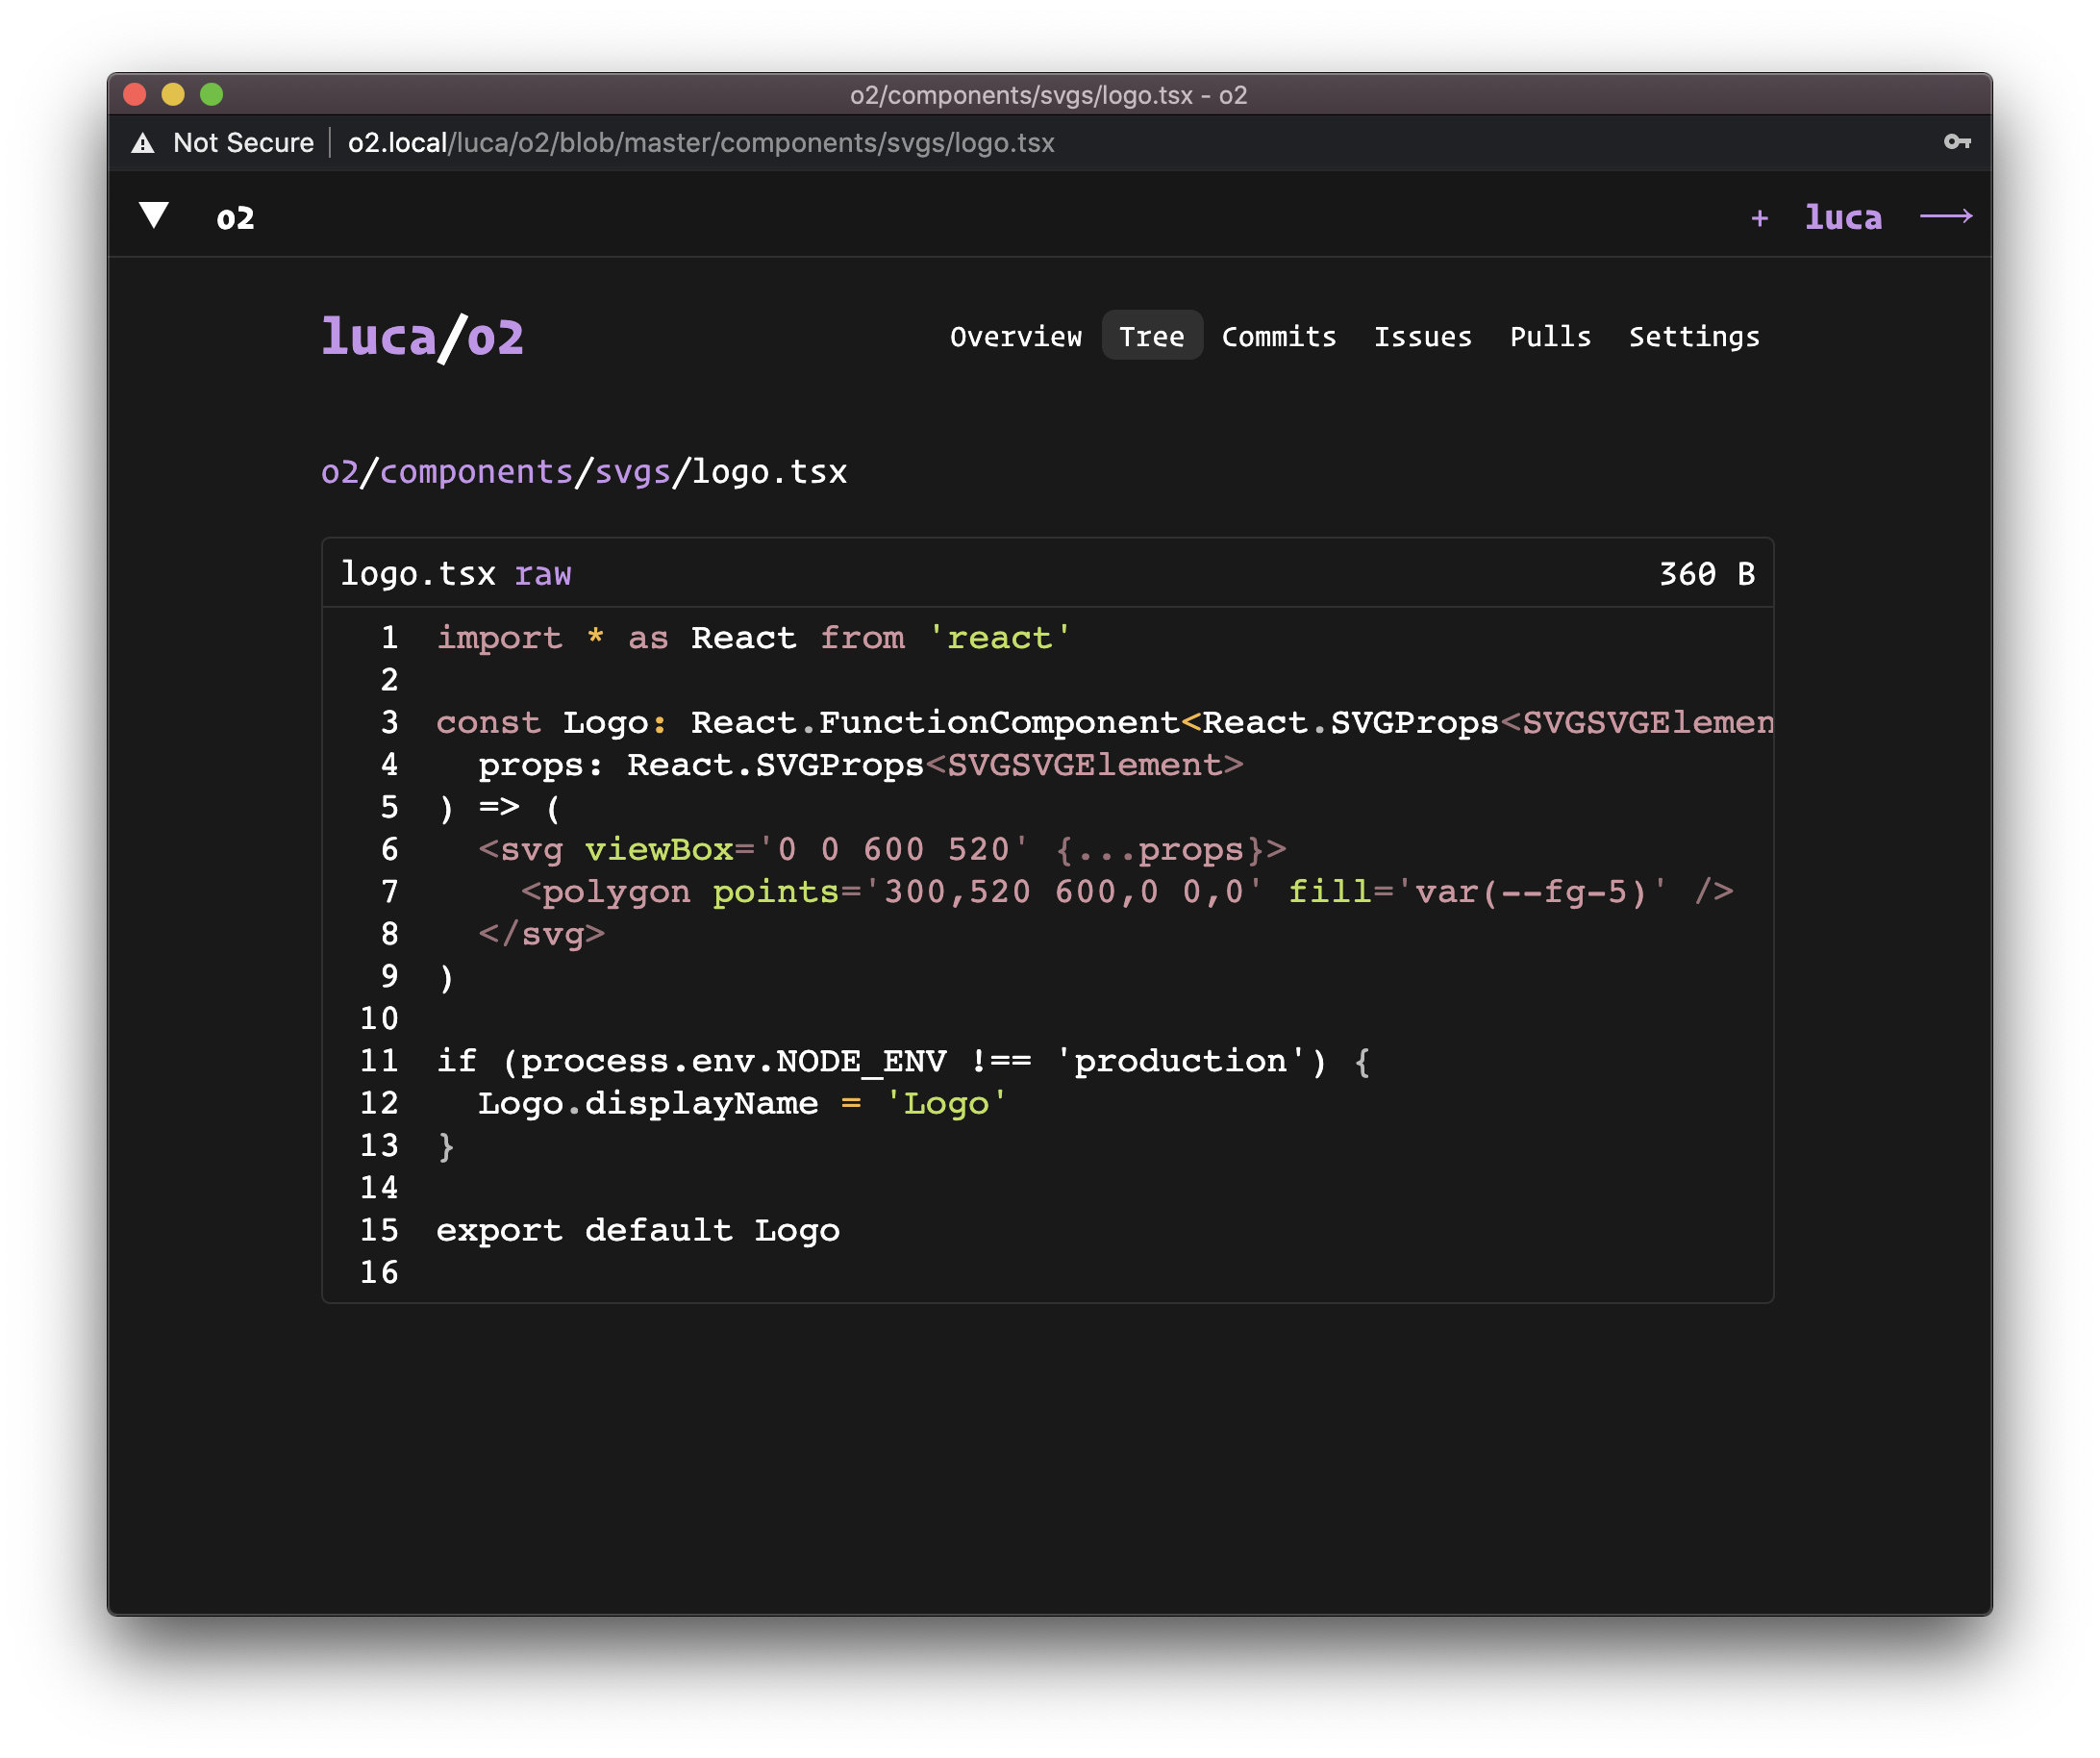 o2/components/svgs/logo.tsx - o2
Not Secure | o2.local/luca/o2/blob/master/components/svgs/logo.tsx
o2 + luca ⟶
luca/o2 Overview Tree Commits Issues Pulls Settings
o2/components/svgs/logo.tsx
logo.tsx raw 360 B
1 import * as React from 'react'
2
3 const Logo: React.FunctionComponent<React.SVGProps<SVGSVGElemen
4   props: React.SVGProps<SVGSVGElement>
5 ) => (
6   <svg viewBox='0 0 600 520' {...props}>
7     <polygon points='300,520 600,0 0,0' fill='var(--fg-5)' />
8   </svg>
9 )
10
11 if (process.env.NODE_ENV !== 'production') {
12   Logo.displayName = 'Logo'
13 }
14
15 export default Logo
16